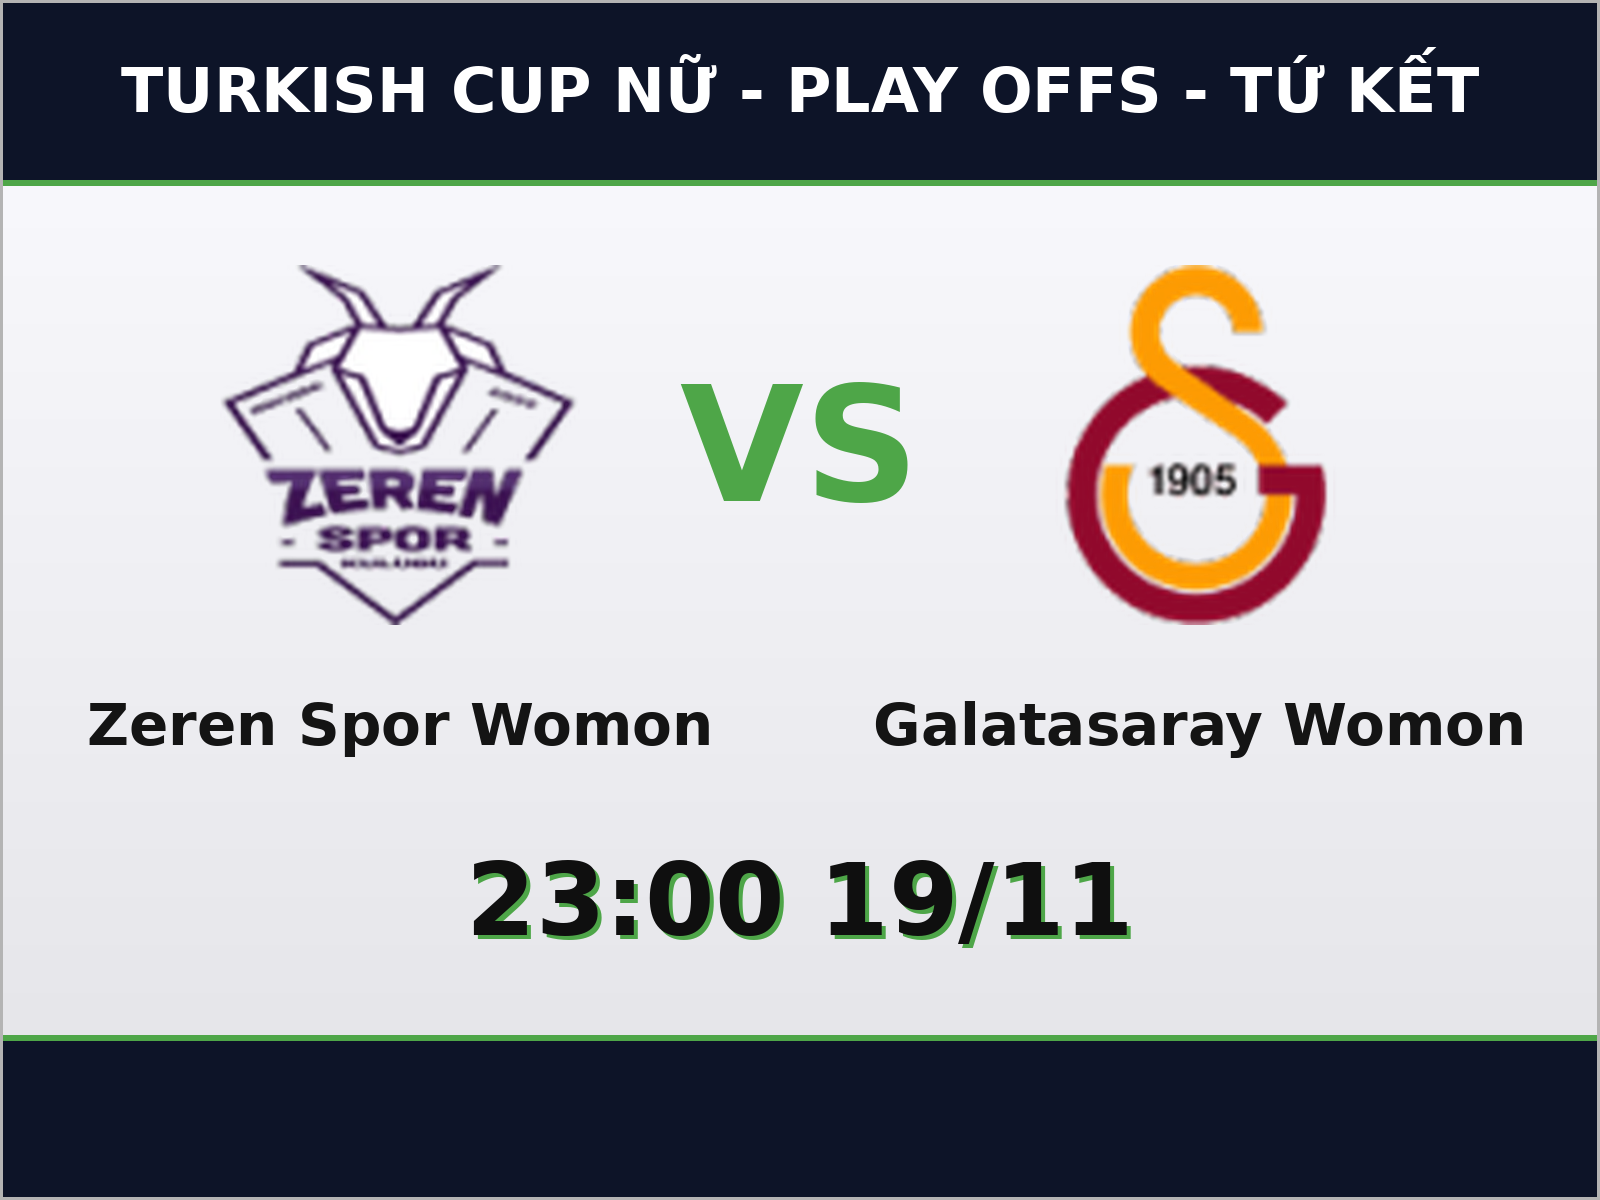 TURKISH CUP NỮ - PLAY OFFS - TỨ KẾT
ZEREN
SPOR
VS
1905
Zeren Spor Womon
Galatasaray Womon
23:00 19/11